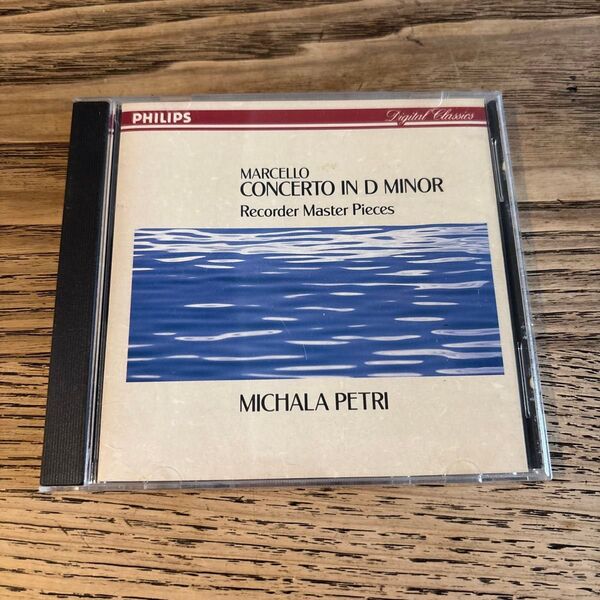 PHILIPS
Digital Classics
MARCELLO
CONCERTO IN D MINOR
Recorder Master Pieces
MICHALA PETRI